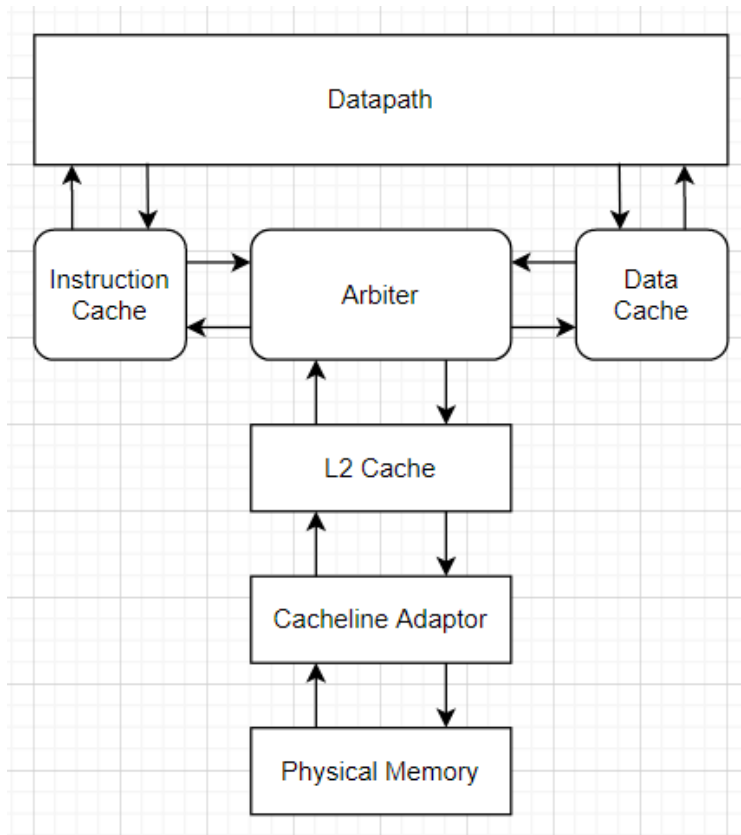 Datapath
Instruction
Cache
Arbiter
Data
Cache
L2 Cache
Cacheline Adaptor
Physical Memory